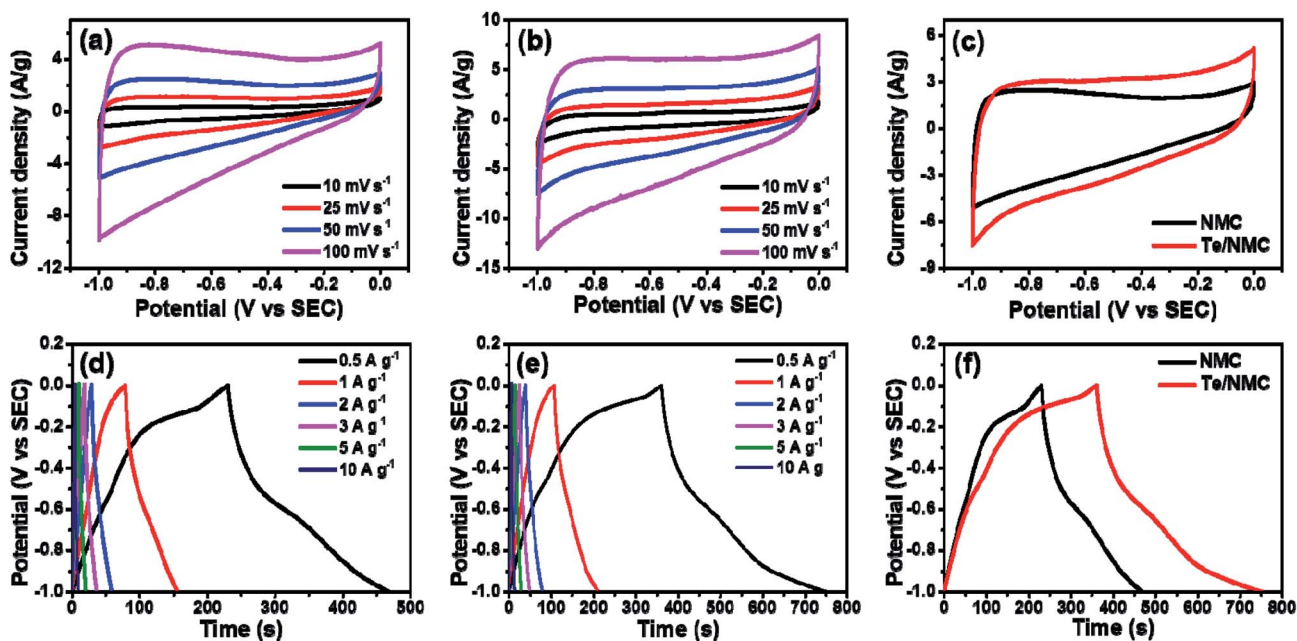 (a)
Current density (A/g)
4
0
-4
-8
-12
10 mV s⁻¹
25 mV s⁻¹
50 mV s⁻¹
100 mV s⁻¹
-1.0 -0.8 -0.6 -0.4 -0.2 0.0
Potential (V vs SEC)
(b)
Current density (A/g)
10
5
0
-5
-10
-15
10 mV s⁻¹
25 mV s⁻¹
50 mV s⁻¹
100 mV s⁻¹
-1.0 -0.8 -0.6 -0.4 -0.2 0.0
Potential (V vs SEC)
(c)
Current density (A/g)
6
3
0
-3
-6
-9
NMC
Te/NMC
-1.0 -0.8 -0.6 -0.4 -0.2 0.0
Potential (V vs SEC)
(d)
Potential (V vs SEC)
0.2
0.0
-0.2
-0.4
-0.6
-0.8
-1.0
0.5 A g⁻¹
1 A g⁻¹
2 A g⁻¹
3 A g⁻¹
5 A g⁻¹
10 A g⁻¹
0 100 200 300 400 500
Time (s)
(e)
Potential (V vs SEC)
0.2
0.0
-0.2
-0.4
-0.6
-0.8
-1.0
0.5 A g⁻¹
1 A g⁻¹
2 A g⁻¹
3 A g⁻¹
5 A g⁻¹
10 A g
0 100 200 300 400 500 600 700 800
Time (s)
(f)
Potential (V vs SEC)
0.2
0.0
-0.2
-0.4
-0.6
-0.8
-1.0
NMC
Te/NMC
0 100 200 300 400 500 600 700 800
Time (s)